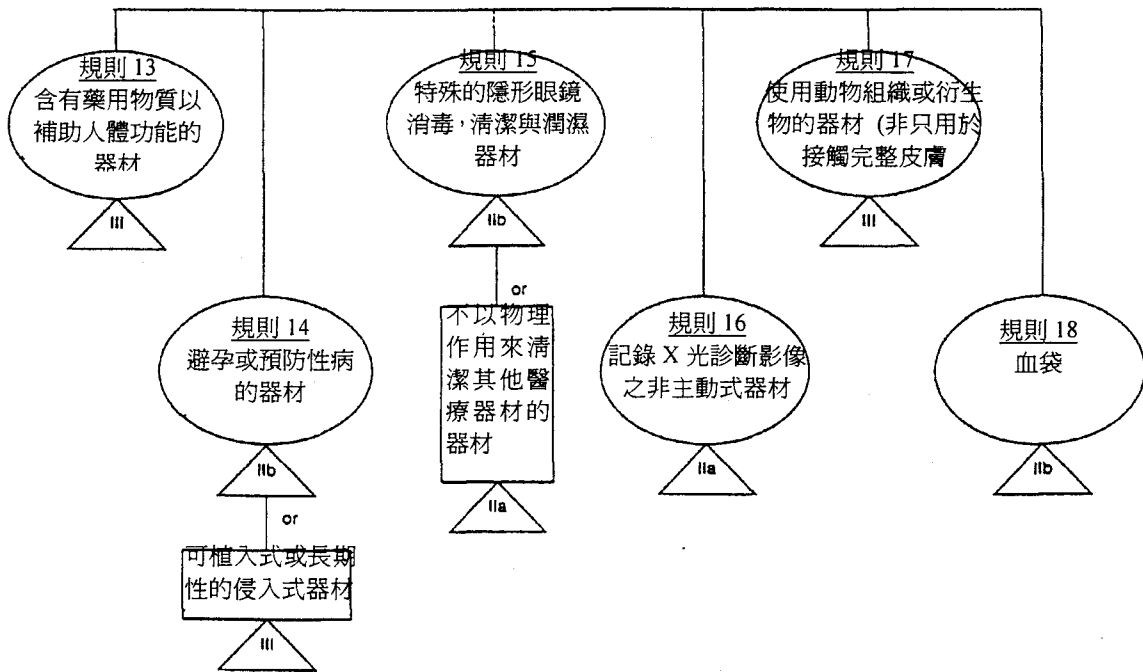 規則 13
含有藥用物質以
補助人體功能的
器材
III
規則 14
避孕或預防性病
的器材
IIb
or
可植入式或長期
性的侵入式器材
III
規則 15
特殊的隱形眼鏡
消毒，清潔與潤濕
器材
IIb
or
不以物理
作用來清
潔其他醫
療器材的
器材
IIa
規則 16
記錄 X 光診斷影像
之非主動式器材
IIa
規則 17
使用動物組織或衍生
物的器材 (非只用於
接觸完整皮膚
III
規則 18
血袋
IIb